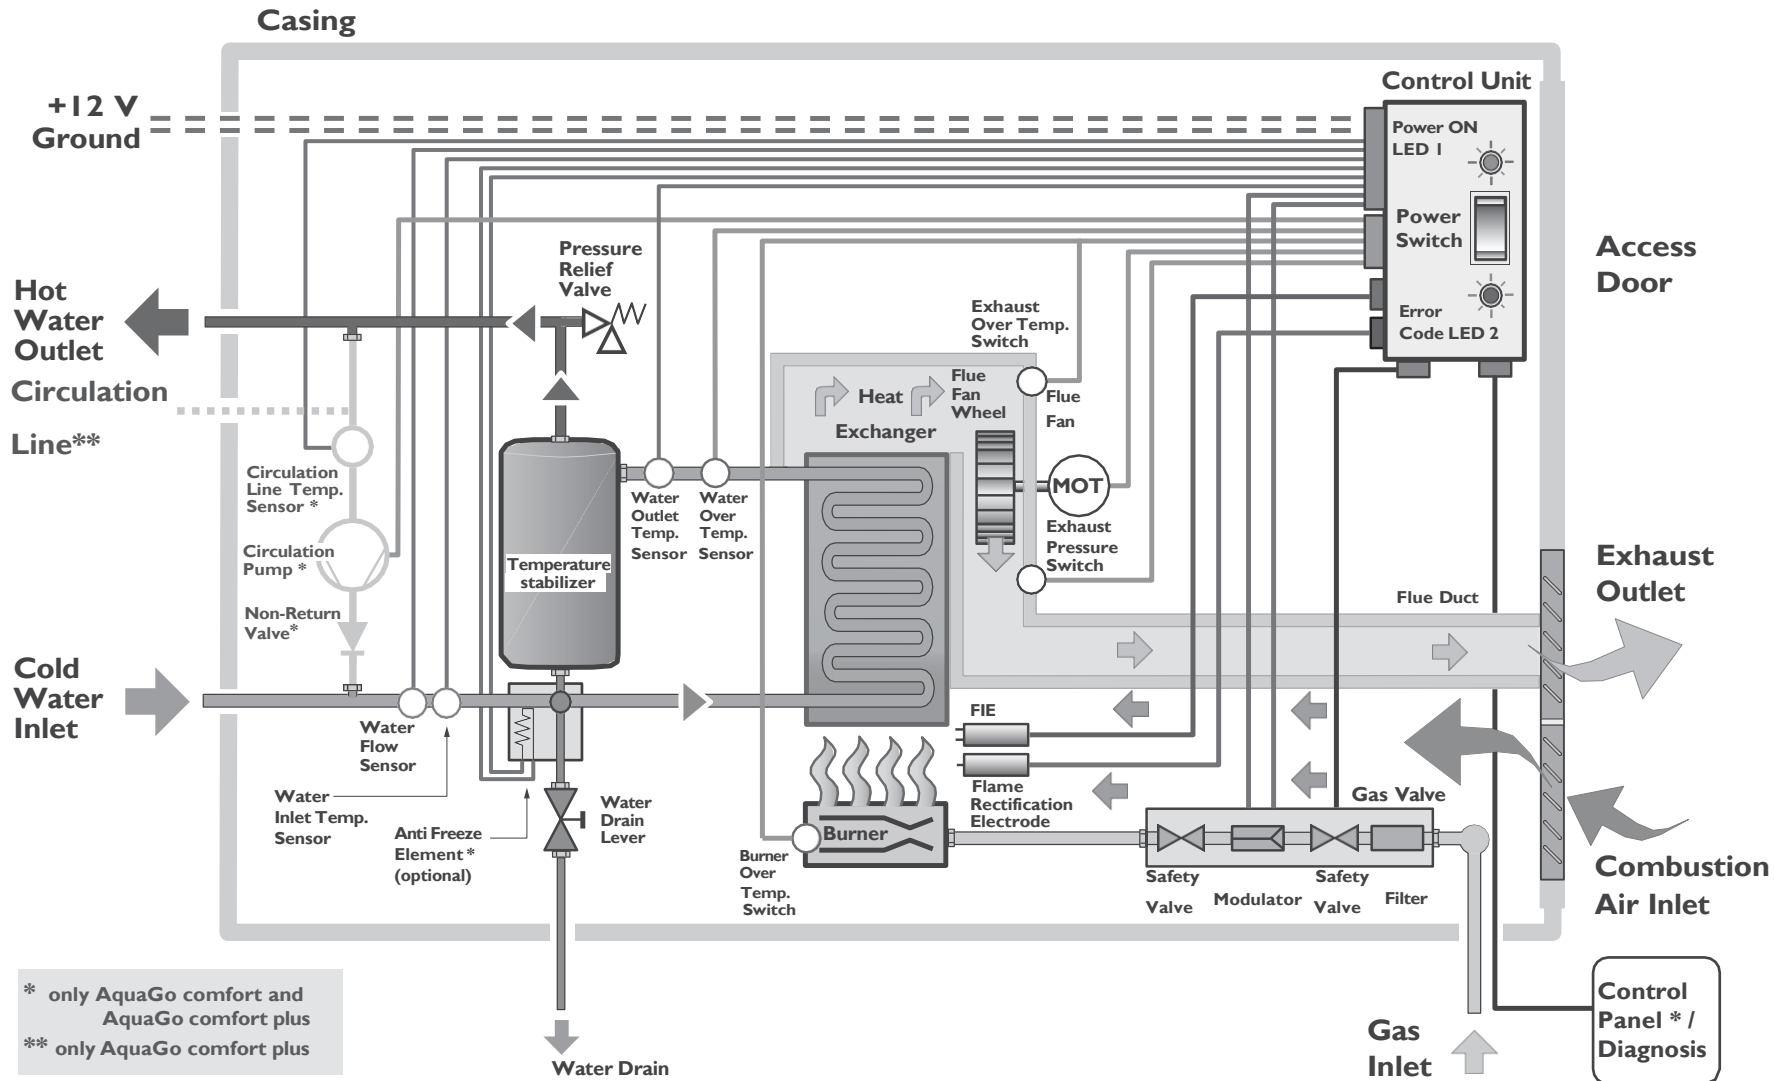 Casing
+12 V
Ground
Control Unit
Power ON
LED 1
Power
Switch
Error
Code LED 2
Access
Door
Hot
Water
Outlet
Circulation
Line**
Pressure
Relief
Valve
Exhaust
Over Temp.
Switch
Heat
Exchanger
Flue
Fan
Wheel
Flue
Fan
MOT
Exhaust
Pressure
Switch
Circulation
Line Temp.
Sensor *
Circulation
Pump *
Non-Return
Valve*
Temperature
stabilizer
Water
Outlet
Temp.
Sensor
Water
Over
Temp.
Sensor
Flue Duct
Exhaust
Outlet
Cold
Water
Inlet
Water
Flow
Sensor
Water
Inlet Temp.
Sensor
Anti Freeze
Element *
(optional)
Water
Drain
Lever
FIE
Flame
Rectification
Electrode
Burner
Burner
Over
Temp.
Switch
Gas Valve
Safety
Valve
Modulator
Safety
Valve
Filter
Combustion
Air Inlet
* only AquaGo comfort and
AquaGo comfort plus
** only AquaGo comfort plus
Water Drain
Gas
Inlet
Control
Panel * /
Diagnosis